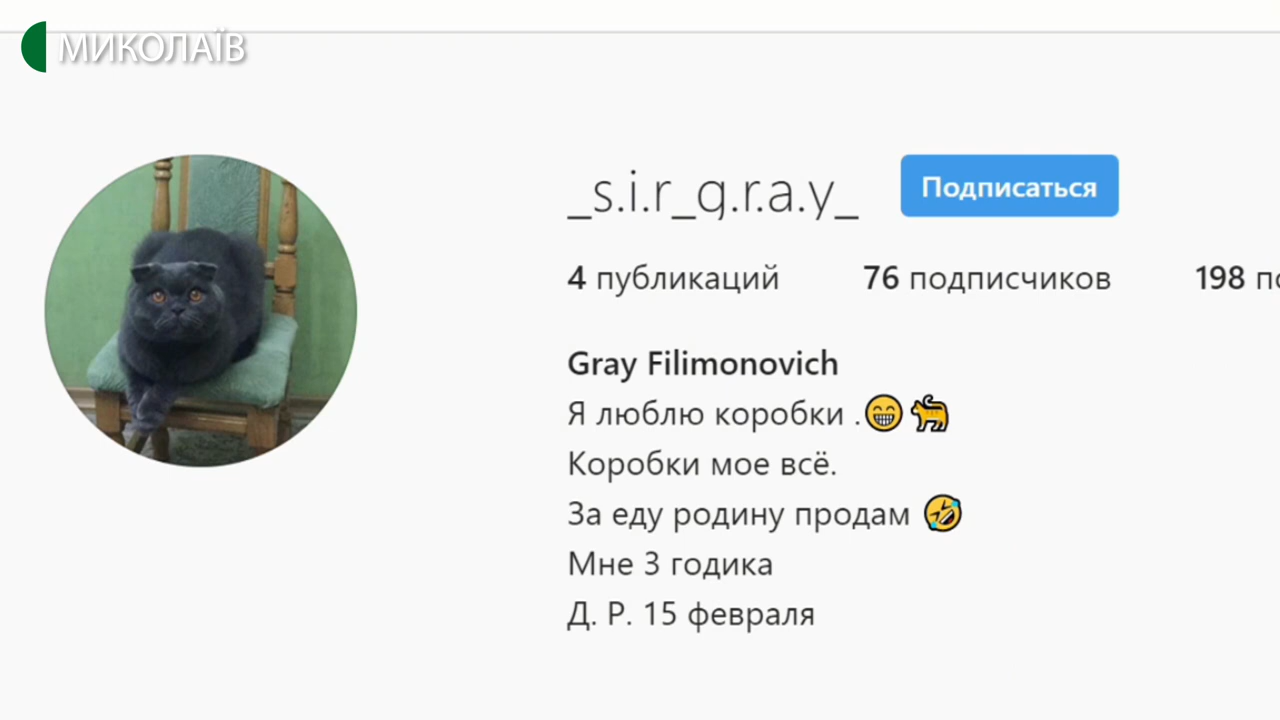 МИКОЛАЇВ
_s.i.r_g.r.a.y_ Подписаться
4 публикаций 76 подписчиков 198
Gray Filimonovich
Я люблю коробки .😁🐈
Коробки мое всё.
За еду родину продам 🤣
Мне 3 годика
Д. Р. 15 февраля